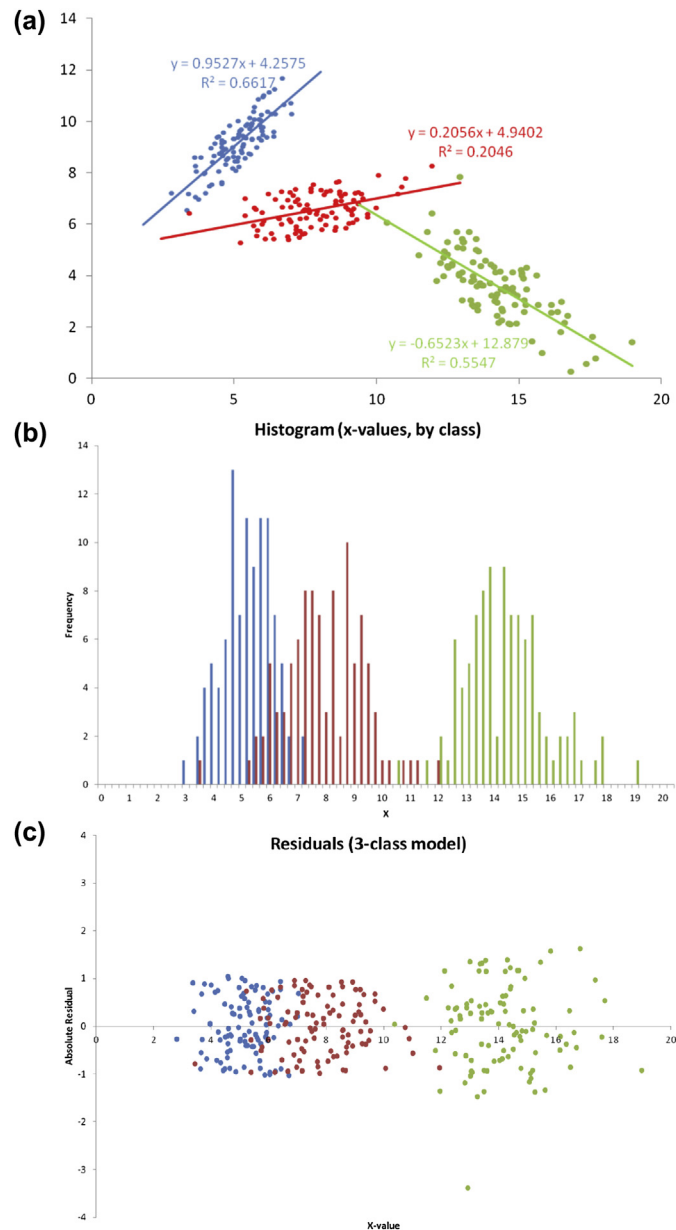 (a)
14
12
10
8
6
4
2
0
y = 0.9527x + 4.2575
R² = 0.6617
y = 0.2056x + 4.9402
R² = 0.2046
y = -0.6523x + 12.879
R² = 0.5547
0 5 10 15 20
(b)
Histogram (x-values, by class)
14
12
10
8
6
4
2
0
Frequency
0 1 2 3 4 5 6 7 8 9 10 11 12 13 14 15 16 17 18 19 20
X
(c)
Residuals (3-class model)
4
3
2
1
0
-1
-2
-3
-4
Absolute Residual
0 2 4 6 8 10 12 14 16 18 20
X-value